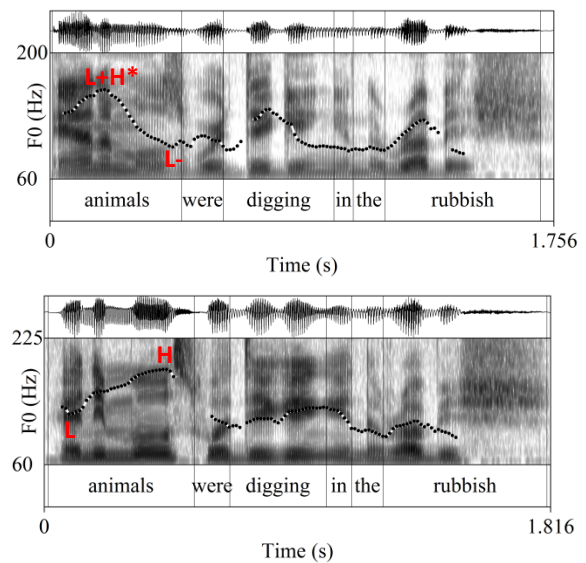 200
L+H*
F0 (Hz)
L-
60
animals were digging in the rubbish
0 1.756
Time (s)
225
H
F0 (Hz)
L
60
animals were digging in the rubbish
0 1.816
Time (s)